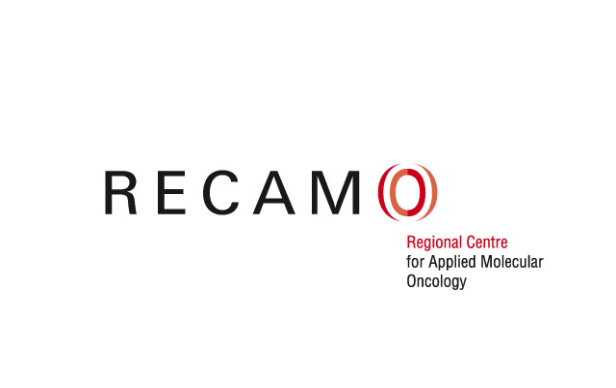 RECAMO
Regional Centre
for Applied Molecular
Oncology